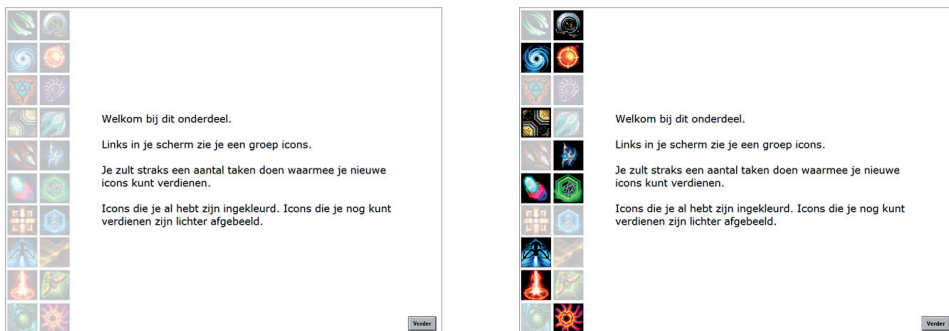 Welkom bij dit onderdeel.
Links in je scherm zie je een groep icons.
Je zult straks een aantal taken doen waarmee je nieuwe
icons kunt verdienen.
Icons die je al hebt zijn ingekleurd. Icons die je nog kunt
verdienen zijn lichter afgebeeld.
Verder
Welkom bij dit onderdeel.
Links in je scherm zie je een groep icons.
Je zult straks een aantal taken doen waarmee je nieuwe
icons kunt verdienen.
Icons die je al hebt zijn ingekleurd. Icons die je nog kunt
verdienen zijn lichter afgebeeld.
Verder